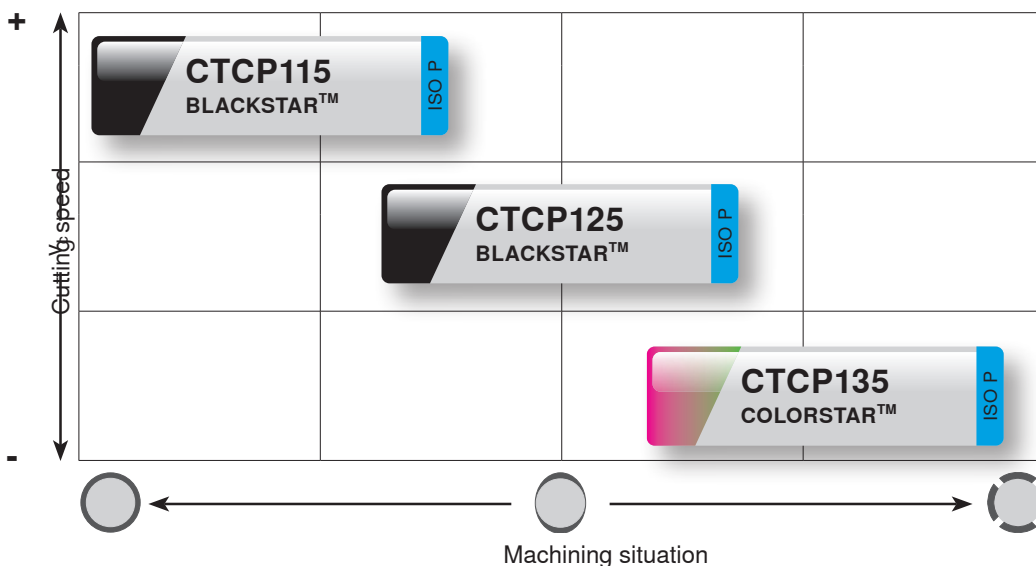 +
CTCP115
BLACKSTAR™
ISO P
CTCP125
BLACKSTAR™
ISO P
Cutting speed
CTCP135
COLORSTAR™
ISO P
-
Machining situation